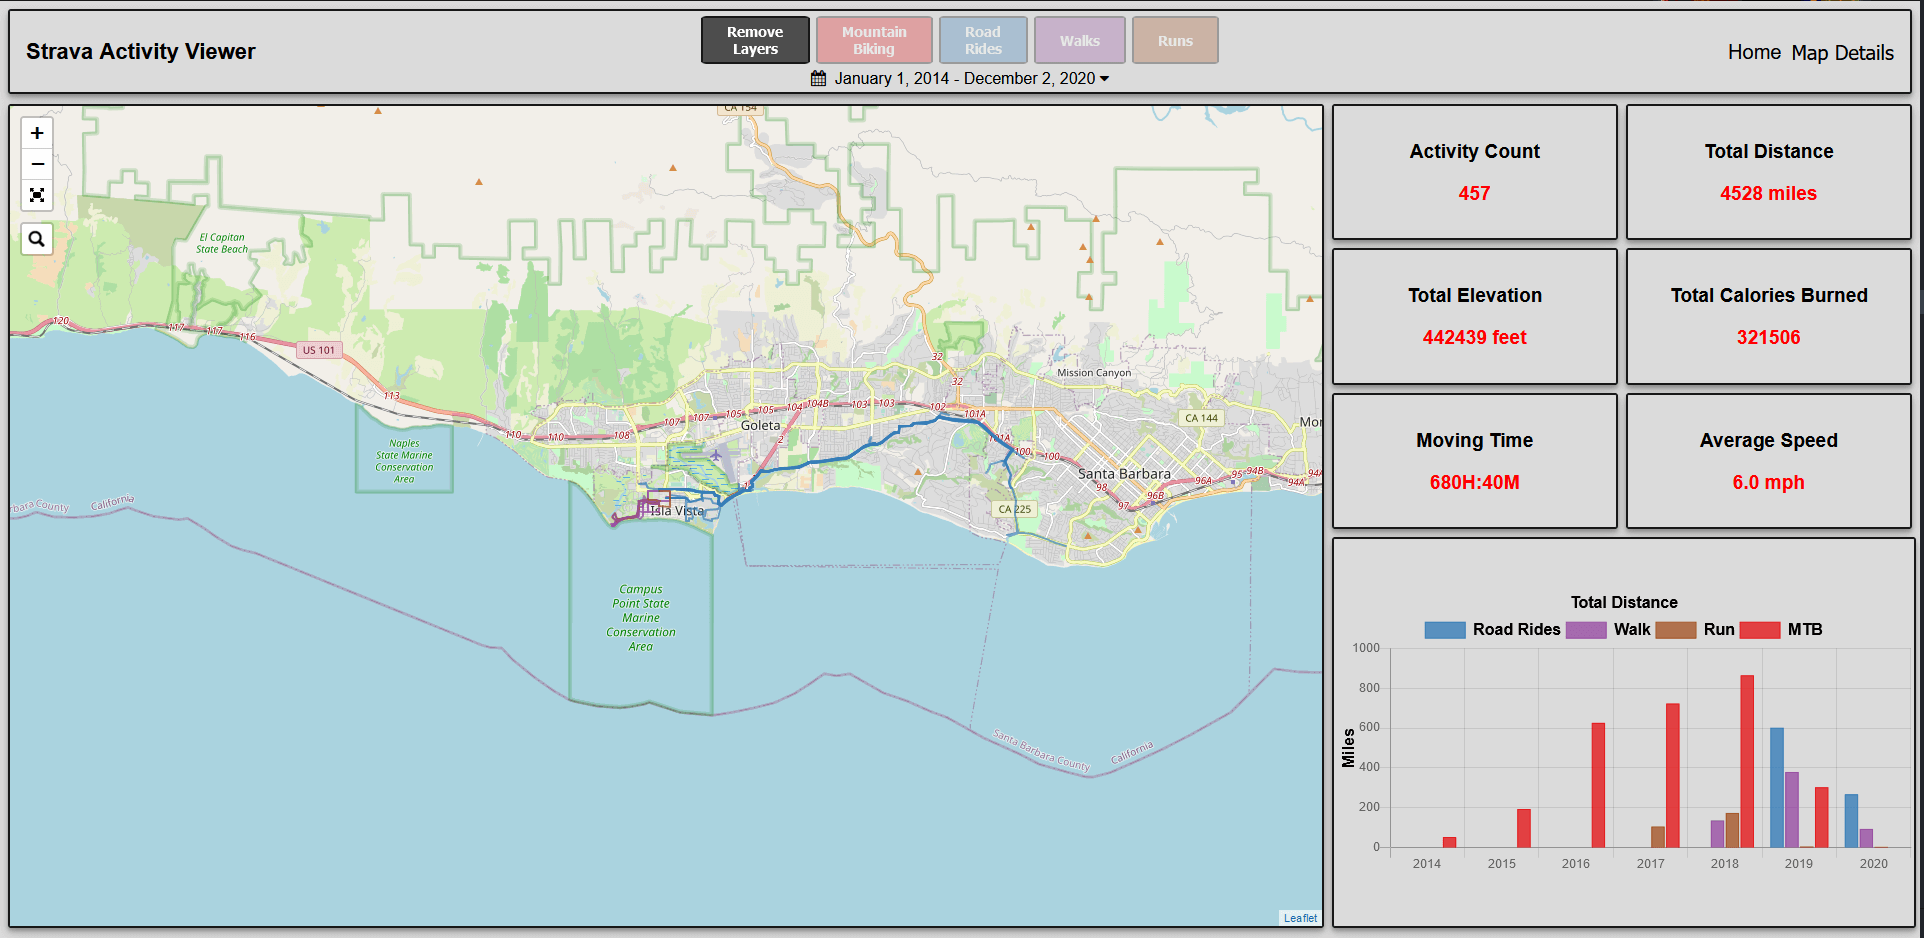 Strava Activity Viewer
Remove
Layers
Mountain
Biking
Road
Rides
Walks
Runs
January 1, 2014 - December 2, 2020
Home Map Details
+
−
CA 154
El Capitan
State Beach
120
117
117
116
US 101
113
110
110
108
107
107
105
105
104
104B
103
103
102
101A
101A
100
100
32
32
2
98
97
96B
96A
95
94B
94A
94A
Mission Canyon
CA 144
Mon
Goleta
Santa Barbara
CA 225
Isla Vista
Naples
State Marine
Conservation
Area
Campus
Point State
Marine
Conservation
Area
rbara County
California
Santa Barbara County
California
Leaflet
Activity Count
457
Total Distance
4528 miles
Total Elevation
442439 feet
Total Calories Burned
321506
Moving Time
680H:40M
Average Speed
6.0 mph
Total Distance
Road Rides Walk Run MTB
Miles
1000
800
600
400
200
0
2014 2015 2016 2017 2018 2019 2020